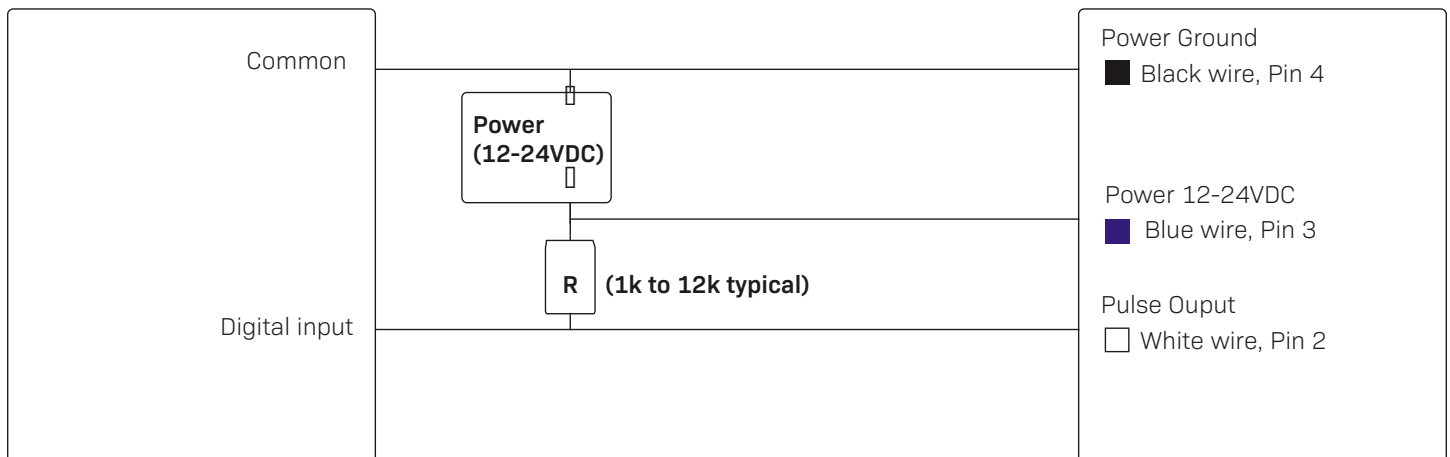 Common
Power
(12-24VDC)
R (1k to 12k typical)
Digital input
Power Ground
Black wire, Pin 4
Power 12-24VDC
Blue wire, Pin 3
Pulse Ouput
White wire, Pin 2